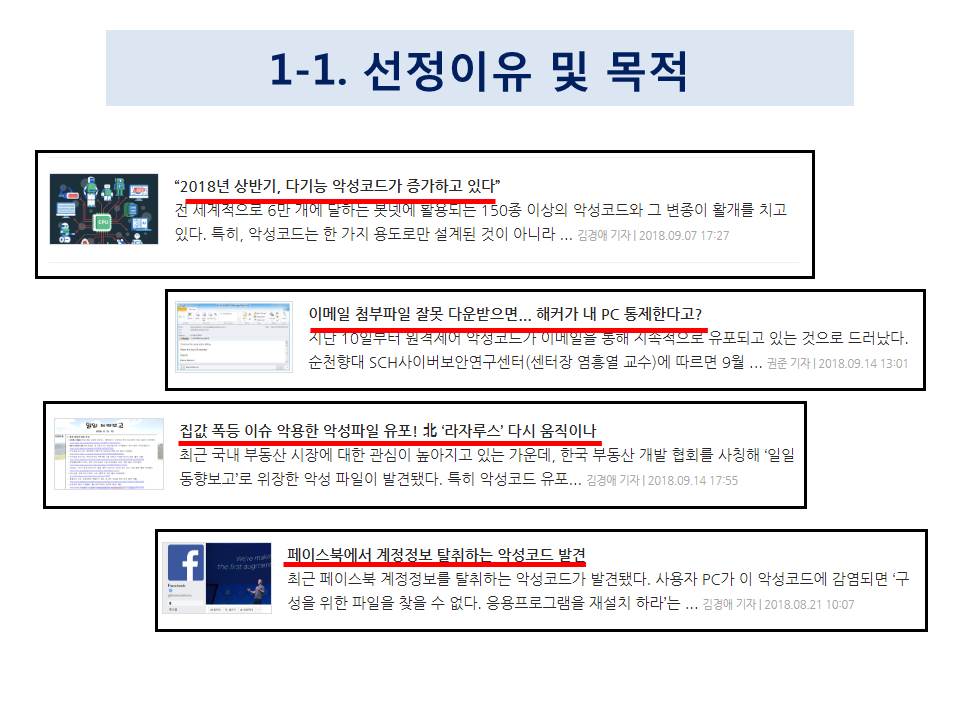 1-1. 선정이유 및 목적
“2018년 상반기, 다기능 악성코드가 증가하고 있다”
전 세계적으로 6만 개에 달하는 봇넷에 활용되는 150종 이상의 악성코드와 그 변종이 활개를 치고
있다. 특히, 악성코드는 한 가지 용도로만 설계된 것이 아니라 ... 김경애 기자 | 2018.09.07 17:27
CPU
이메일 첨부파일 잘못 다운받으면... 해커가 내 PC 통제한다고?
지난 10일부터 원격제어 악성코드가 이메일을 통해 지속적으로 유포되고 있는 것으로 드러났다.
순천향대 SCH사이버보안연구센터(센터장 염흥열 교수)에 따르면 9월 ... 권준 기자 | 2018.09.14 13:01
집값 폭등 이슈 악용한 악성파일 유포! 北 ‘라자루스’ 다시 움직이나
최근 국내 부동산 시장에 대한 관심이 높아지고 있는 가운데, 한국 부동산 개발 협회를 사칭해 ‘일일
동향보고’로 위장한 악성 파일이 발견됐다. 특히 악성코드 유포... 김경애 기자 | 2018.09.14 17:55
일일 동향보고
페이스북에서 계정정보 탈취하는 악성코드 발견
최근 페이스북 계정정보를 탈취하는 악성코드가 발견됐다. 사용자 PC가 이 악성코드에 감염되면 ‘구
성을 위한 파일을 찾을 수 없다. 응용프로그램을 재설치 하라’는 ... 김경애 기자 | 2018.08.21 10:07
We're makin
the first augment
Facebook